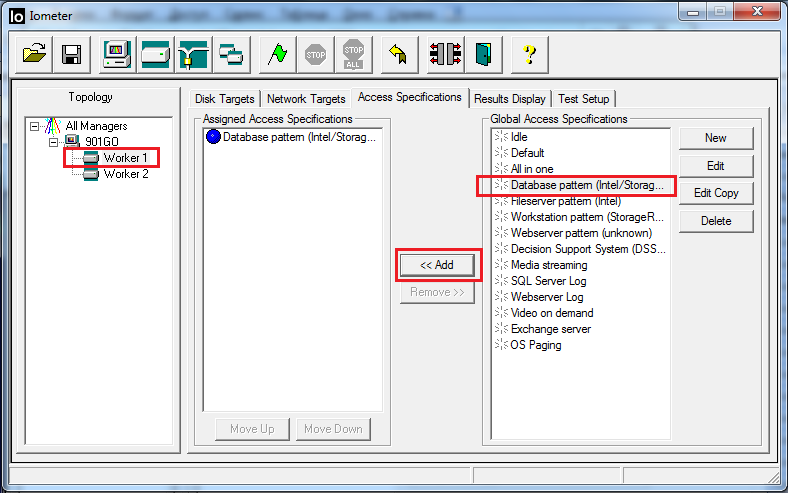 Iometer
STOP
STOP
ALL
Topology
All Managers
901GO
Worker 1
Worker 2
Disk Targets
Network Targets
Access Specifications
Results Display
Test Setup
Assigned Access Specifications
Database pattern (Intel/Storag...
<< Add
Remove >>
Move Up
Move Down
Global Access Specifications
Idle
Default
All in one
Database pattern (Intel/Storag...
Fileserver pattern (Intel)
Workstation pattern (StorageR...
Webserver pattern (unknown)
Decision Support System (DSS...
Media streaming
SQL Server Log
Webserver Log
Video on demand
Exchange server
OS Paging
New
Edit
Edit Copy
Delete